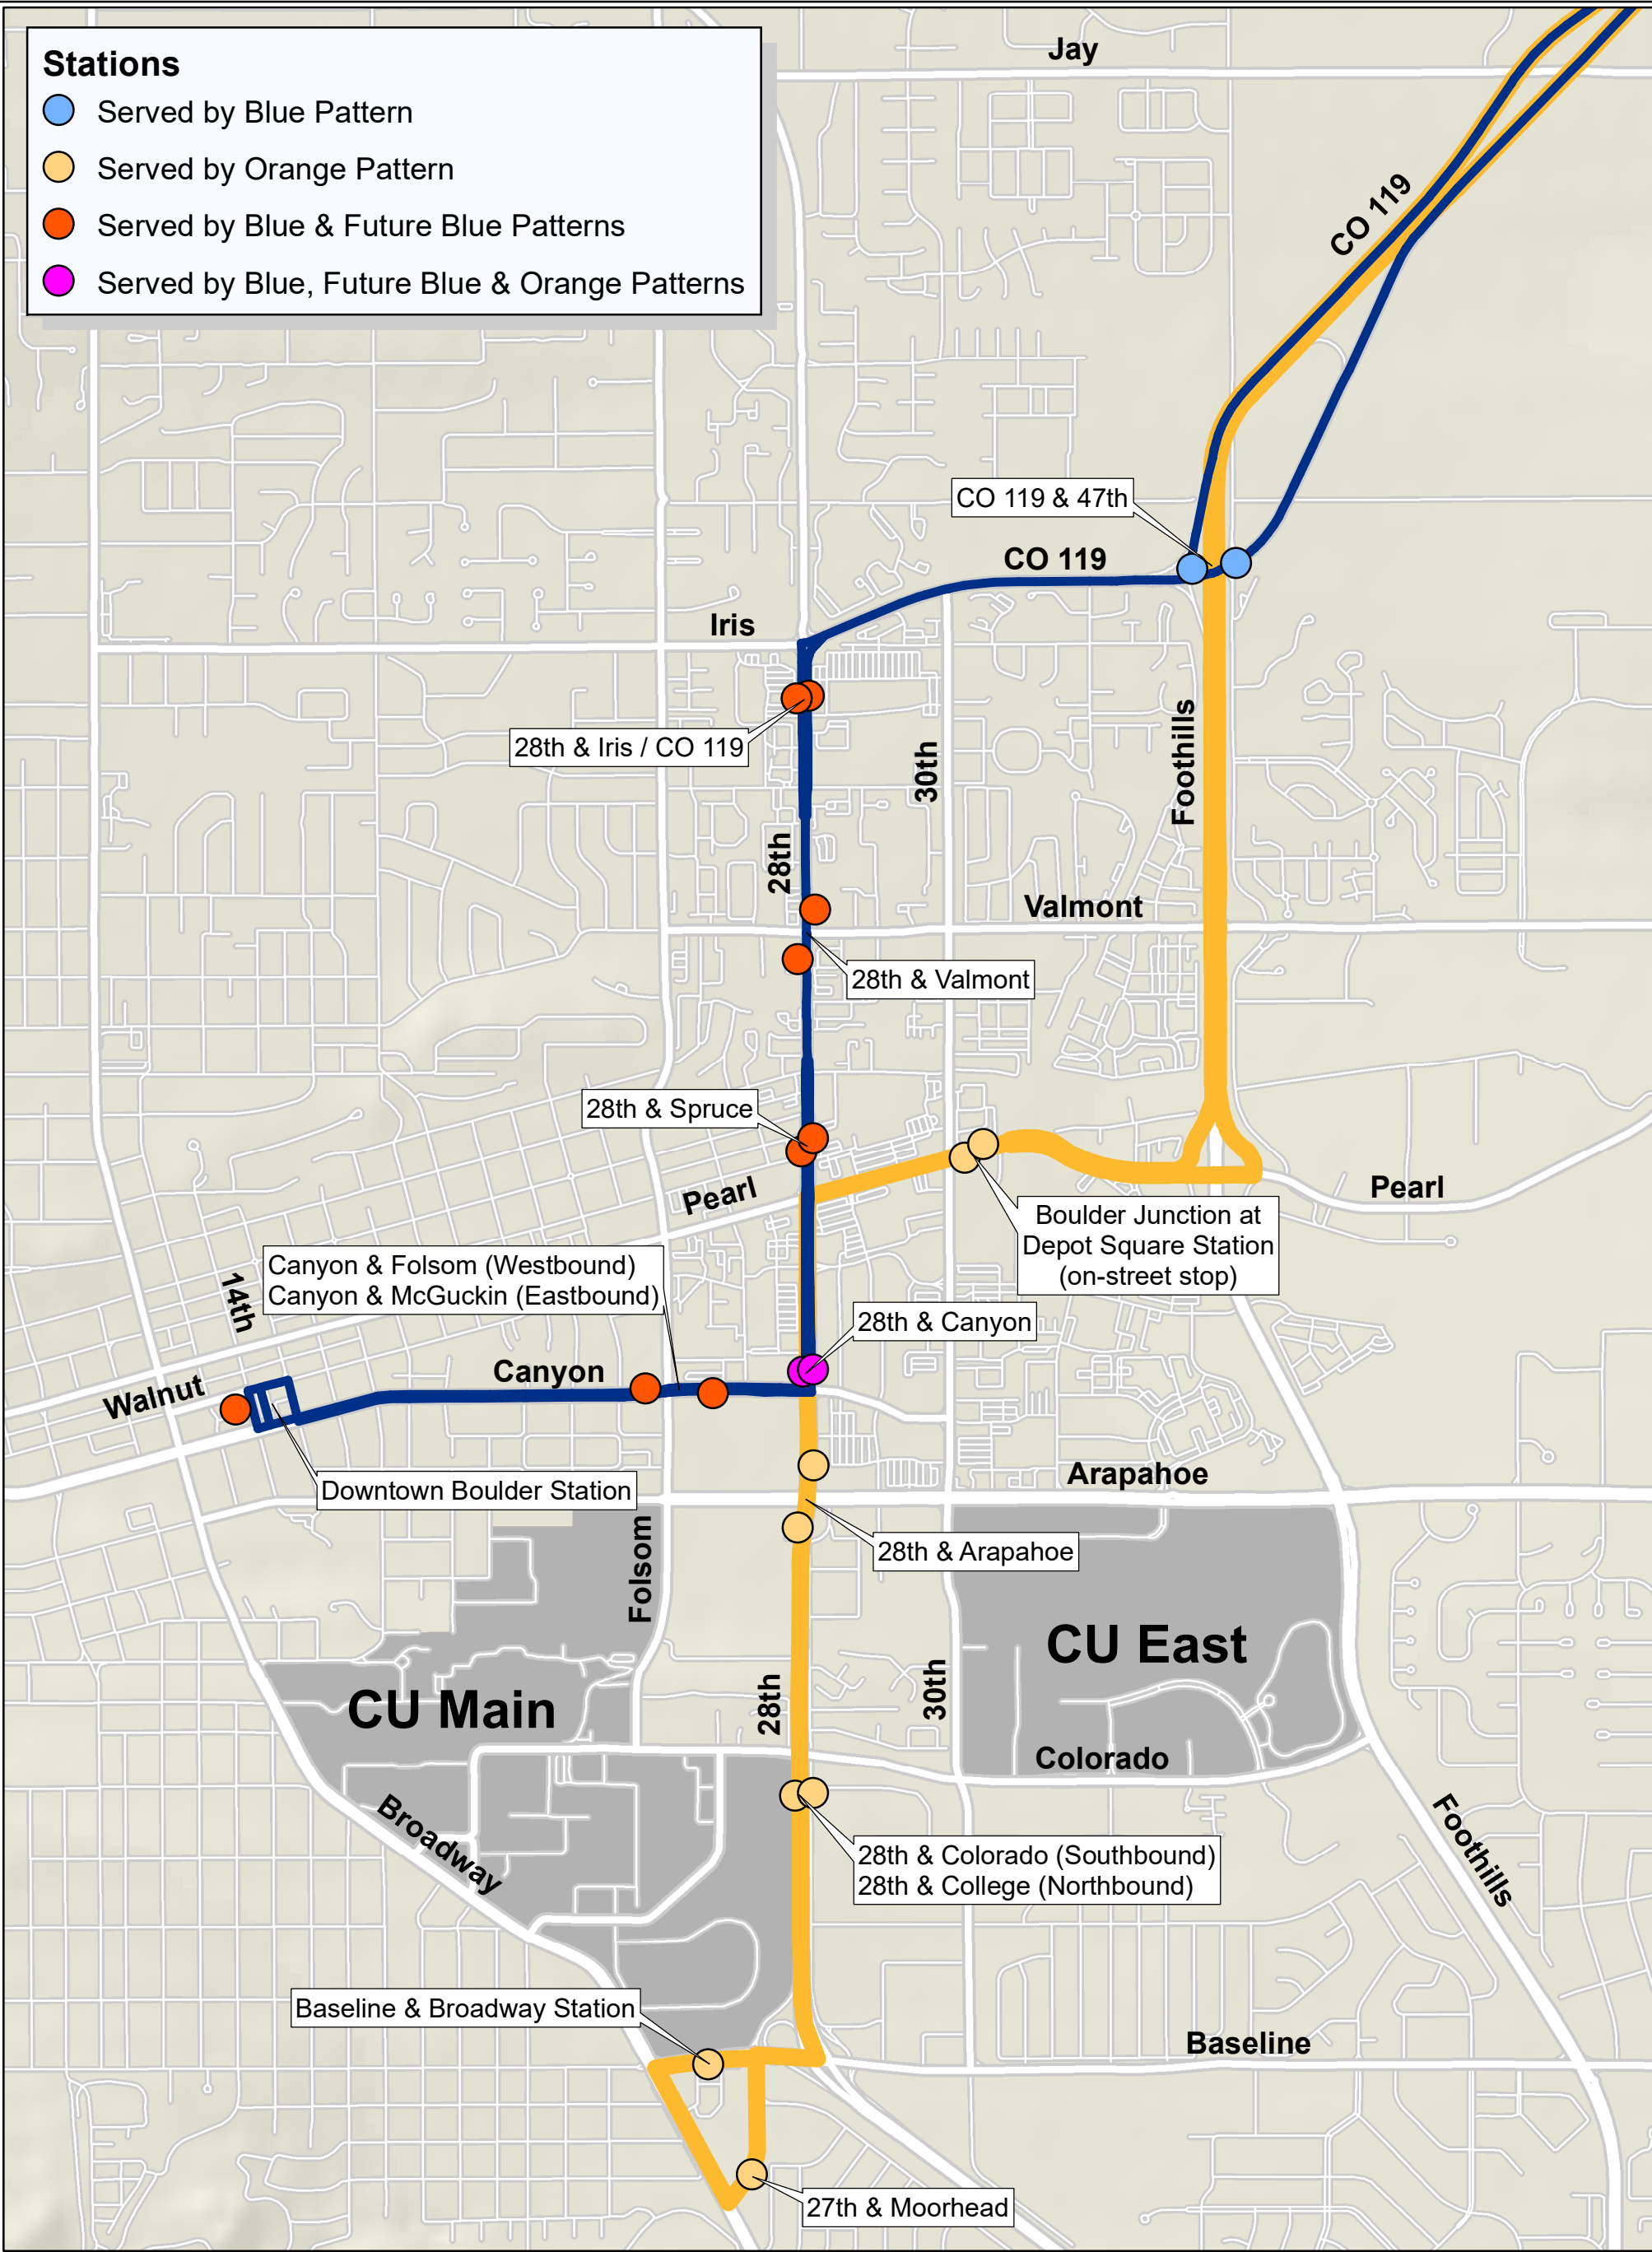 Stations
Served by Blue Pattern
Served by Orange Pattern
Served by Blue & Future Blue Patterns
Served by Blue, Future Blue & Orange Patterns
Jay
CO 119
CO 119 & 47th
CO 119
Iris
28th & Iris / CO 119
30th
Foothills
28th
Valmont
28th & Valmont
28th & Spruce
Pearl
Pearl
Boulder Junction at
Depot Square Station
(on-street stop)
Canyon & Folsom (Westbound)
Canyon & McGuckin (Eastbound)
14th
28th & Canyon
Canyon
Walnut
Downtown Boulder Station
Arapahoe
28th & Arapahoe
Folsom
CU East
CU Main
28th
30th
Colorado
Broadway
28th & Colorado (Southbound)
28th & College (Northbound)
Foothills
Baseline & Broadway Station
Baseline
27th & Moorhead